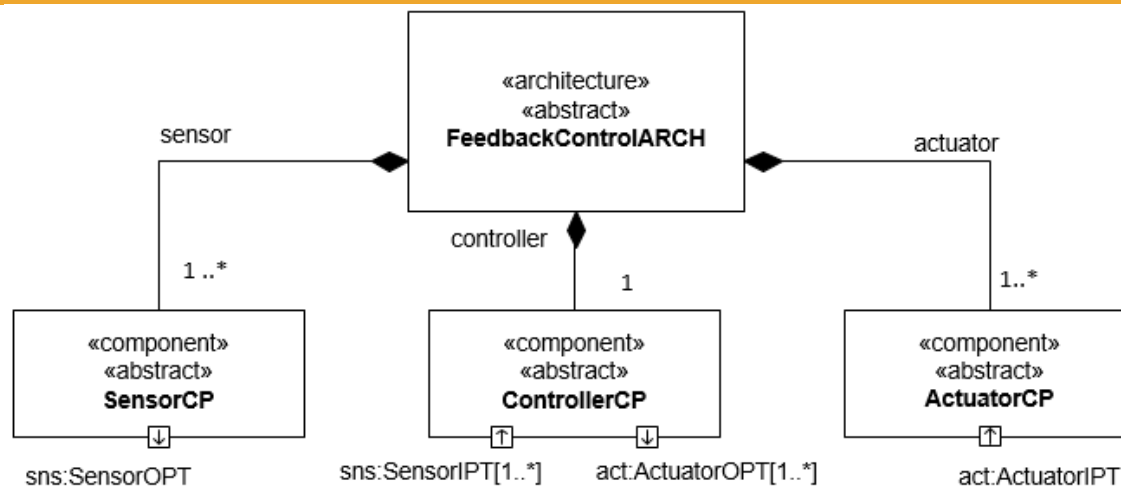 «architecture»
«abstract»
FeedbackControlARCH
sensor
actuator
controller
1 ..*
1
1..*
«component»
«abstract»
SensorCP
«component»
«abstract»
ControllerCP
«component»
«abstract»
ActuatorCP
sns:SensorOPT
sns:SensorIPT[1..*]
act:ActuatorOPT[1..*]
act:ActuatorIPT